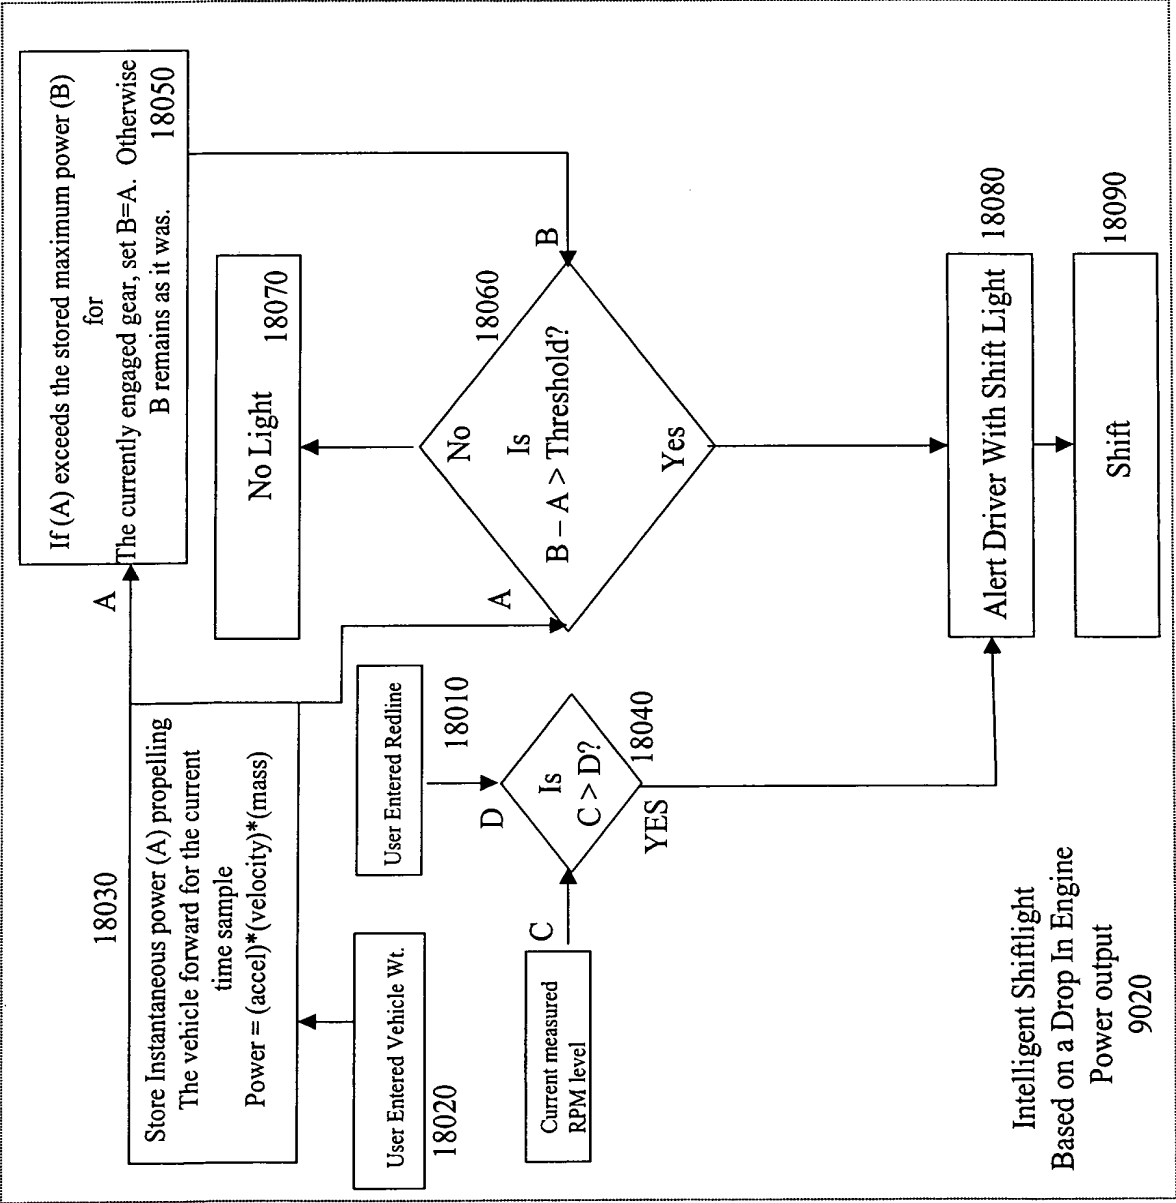 18030
Store Instantaneous power (A) propelling
The vehicle forward for the current
time sample
Power = (accel)*(velocity)*(mass)
A
If (A) exceeds the stored maximum power (B)
for
The currently engaged gear, set B=A. Otherwise
B remains as it was.
18050
User Entered Vehicle Wt.
18020
User Entered Redline
18010
No Light
18070
A
No
Is
B – A > Threshold?
Yes
18060
B
Current measured
RPM level
C
D
Is
C > D?
18040
YES
Alert Driver With Shift Light
18080
Shift
18090
Intelligent Shiftlight
Based on a Drop In Engine
Power output
9020